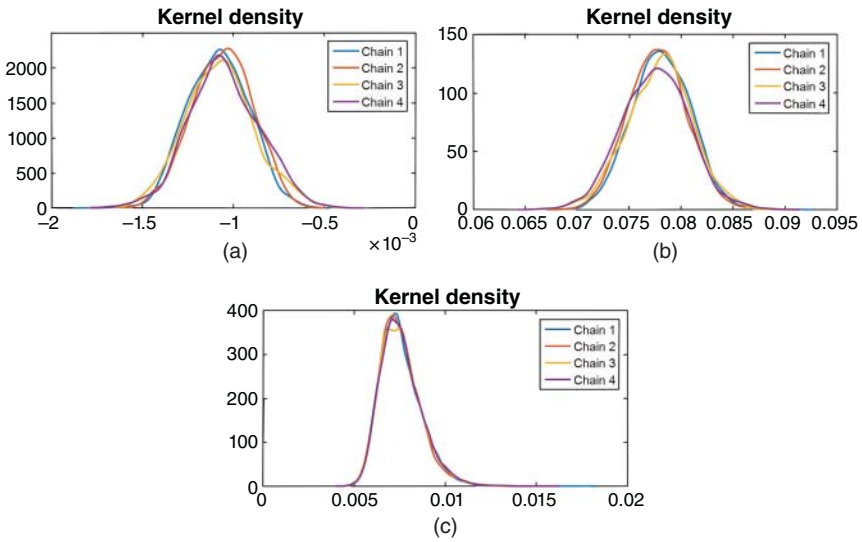 Kernel density
2000
1500
1000
500
0
−2
−1.5
−1
−0.5
0
×10−3
Chain 1
Chain 2
Chain 3
Chain 4
(a)
Kernel density
150
100
50
0
0.06
0.065
0.07
0.075
0.08
0.085
0.09
0.095
Chain 1
Chain 2
Chain 3
Chain 4
(b)
Kernel density
400
300
200
100
0
0
0.005
0.01
0.015
0.02
Chain 1
Chain 2
Chain 3
Chain 4
(c)